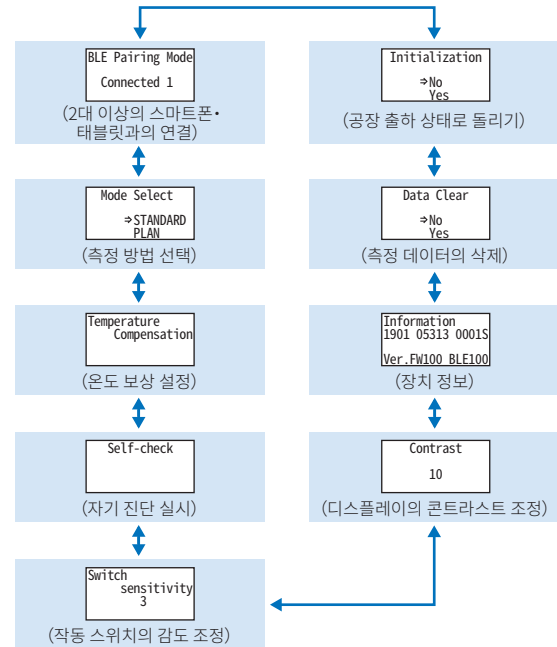 BLE Pairing Mode
Connected 1
(2대 이상의 스마트폰・
태블릿과의 연결)
Mode Select
⇒STANDARD
PLAN
(측정 방법 선택)
Temperature
Compensation
(온도 보상 설정)
Self-check
(자기 진단 실시)
Switch
sensitivity
3
(작동 스위치의 감도 조정)
Initialization
⇒No
Yes
(공장 출하 상태로 돌리기)
Data Clear
⇒No
Yes
(측정 데이터의 삭제)
Information
1901 05313 0001S
Ver.FW100 BLE100
(장치 정보)
Contrast
10
(디스플레이의 콘트라스트 조정)